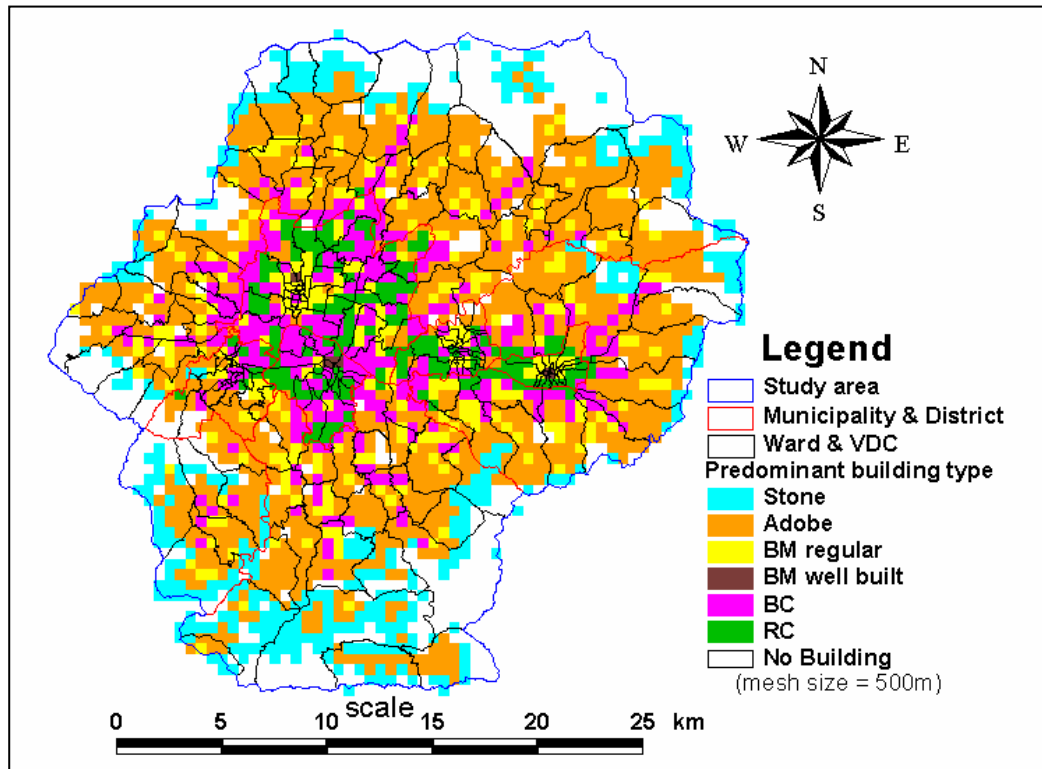 N
W E
S
Legend
Study area
Municipality & District
Ward & VDC
Predominant building type
Stone
Adobe
BM regular
BM well built
BC
RC
No Building
(mesh size = 500m)
scale
0 5 10 15 20 25 km